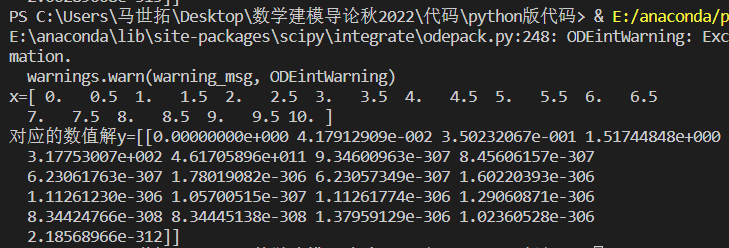 2.00289608e-313]]
PS C:\Users\马世拓\Desktop\数学建模导论秋2022\代码\python版代码> & E:/anaconda/p
E:\anaconda\lib\site-packages\scipy\integrate\odepack.py:248: ODEintWarning: Exc
mation.
warnings.warn(warning_msg, ODEintWarning)
x=[ 0. 0.5 1. 1.5 2. 2.5 3. 3.5 4. 4.5 5. 5.5 6. 6.5
7. 7.5 8. 8.5 9. 9.5 10. ]
对应的数值解y=[[0.00000000e+000 4.17912909e-002 3.50232067e-001 1.51744848e+000
3.17753007e+002 4.61705896e+011 9.34600963e-307 8.45606157e-307
6.23061763e-307 1.78019082e-306 6.23057349e-307 1.60220393e-306
1.11261230e-306 1.05700515e-307 1.11261774e-306 1.29060871e-306
8.34424766e-308 8.34445138e-308 1.37959129e-306 1.02360528e-306
2.18568966e-312]]